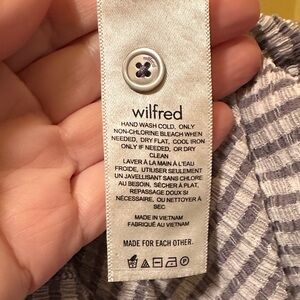 wilfred
HAND WASH COLD, ONLY
NON-CHLORINE BLEACH WHEN
NEEDED, DRY FLAT, COOL IRON
ONLY IF NEEDED, OR DRY
CLEAN
LAVER À LA MAIN À L'EAU
FROIDE, UTILISER SEULEMENT
UN JAVELLISANT SANS CHLORE
AU BESOIN, SÉCHER À PLAT,
REPASSAGE DOUX SI
NÉCESSAIRE, OU NETTOYER À
SEC
MADE IN VIETNAM
FABRIQUÉ AU VIETNAM
MADE FOR EACH OTHER.